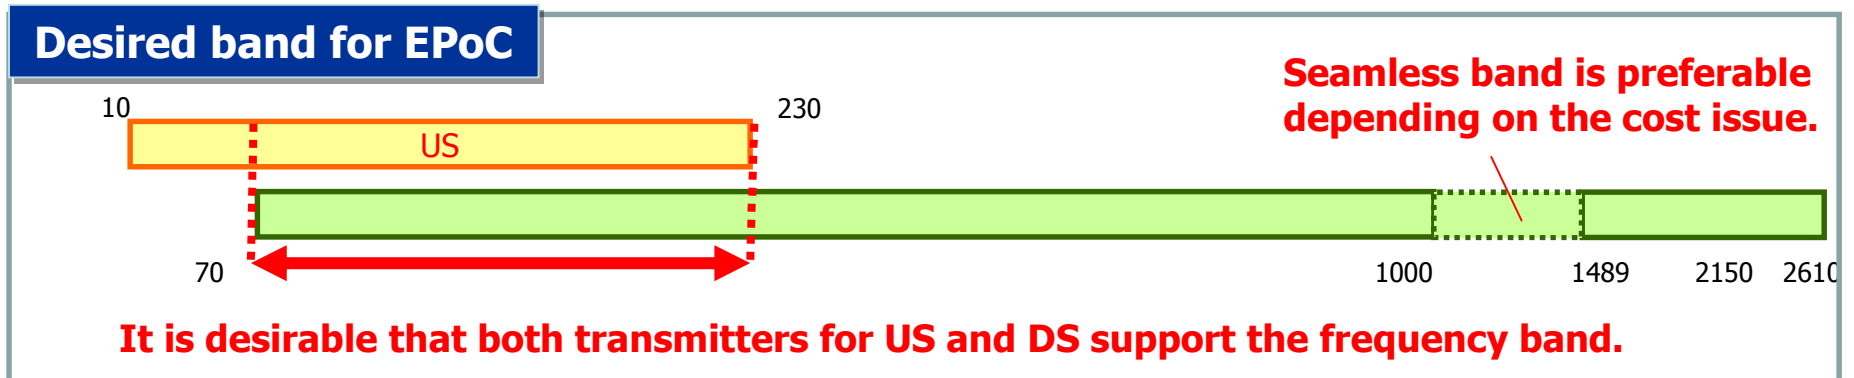 Desired band for EPoC
Seamless band is preferable
depending on the cost issue.
10
230
US
70
1000
1489
2150
2610
It is desirable that both transmitters for US and DS support the frequency band.